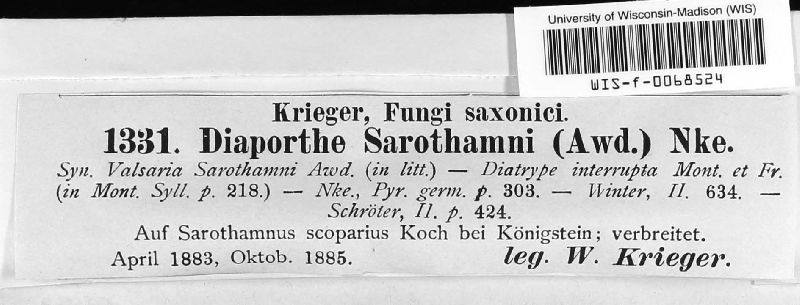 University of Wisconsin-Madison (WIS)
WIS-f-0068524
Krieger, Fungi saxonici.
1331. Diaporthe Sarothamni (Awd.) Nke.
Syn. Valsaria Sarothamni Awd. (in litt.) — Diatrype interrupta Mont. et Fr.
(in Mont. Syll. p. 218.) — Nke., Pyr. germ. p. 303. — Winter, II. 634. —
Schröter, II. p. 424.
Auf Sarothamnus scoparius Koch bei Königstein; verbreitet.
April 1883, Oktob. 1885. leg. W. Krieger.